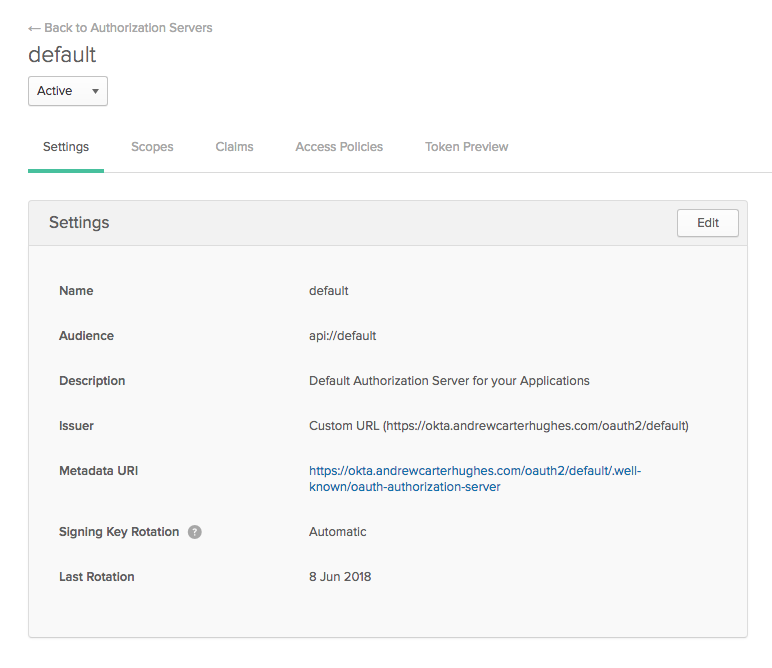 ← Back to Authorization Servers
default
Active
Settings Scopes Claims Access Policies Token Preview
Settings Edit
Name default
Audience api://default
Description Default Authorization Server for your Applications
Issuer Custom URL (https://okta.andrewcarterhughes.com/oauth2/default)
Metadata URI https://okta.andrewcarterhughes.com/oauth2/default/.well-
known/oauth-authorization-server
Signing Key Rotation ? Automatic
Last Rotation 8 Jun 2018